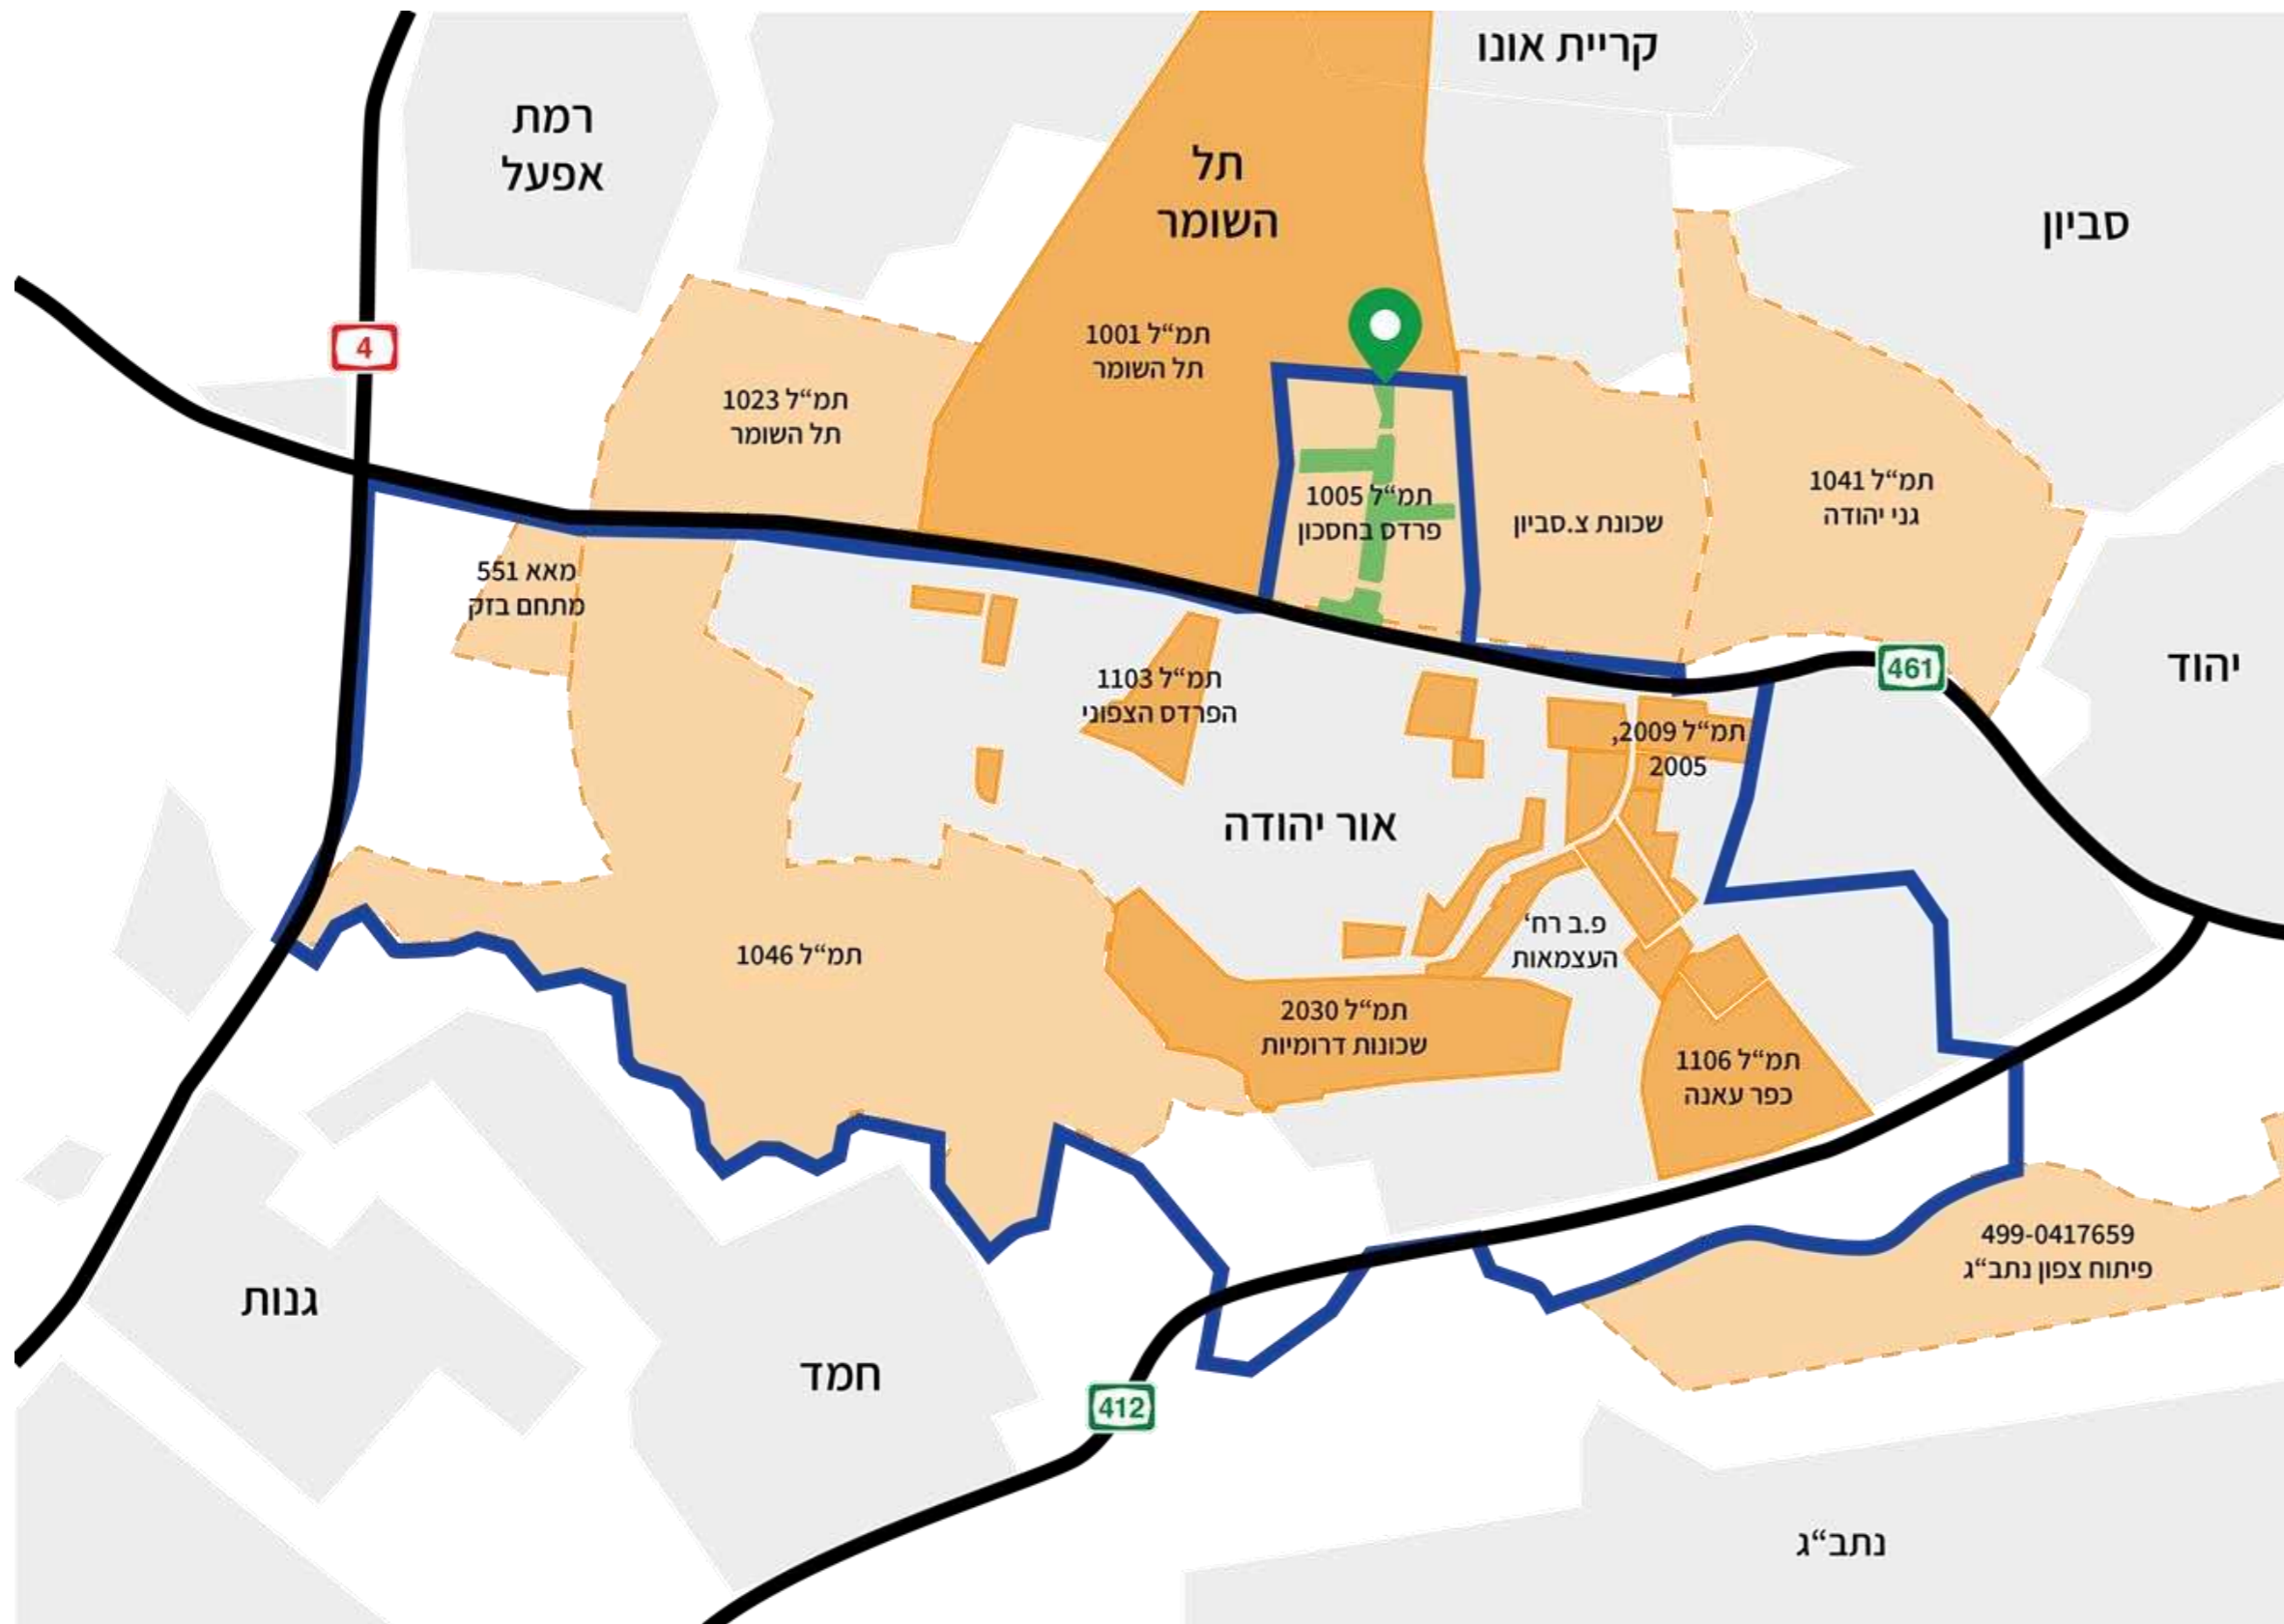 קריית אונו
רמת
אפעל
תל
השומר
סביון
תמ“ל 1001
תל השומר
4
תמ“ל 1023
תל השומר
תמ“ל 1005
פרדס בחסכון
שכונת צ.סביון
תמ“ל 1041
גני יהודה
מאא 551
מתחם בזק
יהוד
461
תמ“ל 1103
הפרדס הצפוני
תמ“ל 2009,
2005
אור יהודה
פ.ב רח‘
העצמאות
תמ“ל 1046
תמ“ל 2030
שכונות דרומיות
תמ“ל 1106
כפר עאנה
499-0417659
פיתוח צפון נתב“ג
גנות
חמד
412
נתב“ג